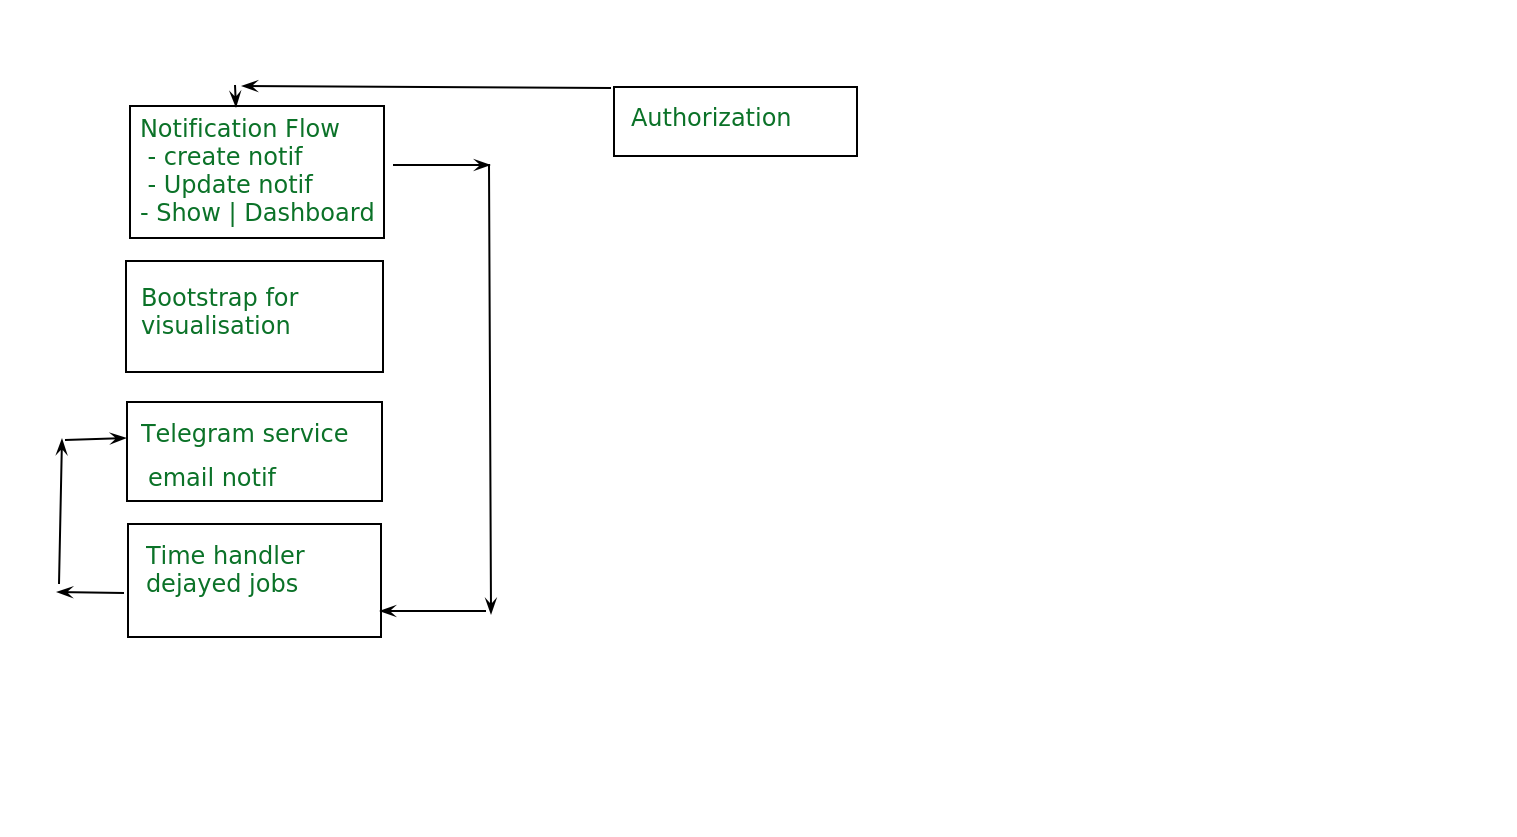 Authorization
Notification Flow
- create notif
- Update notif
- Show | Dashboard
Bootstrap for
visualisation
Telegram service
email notif
Time handler
dejayed jobs